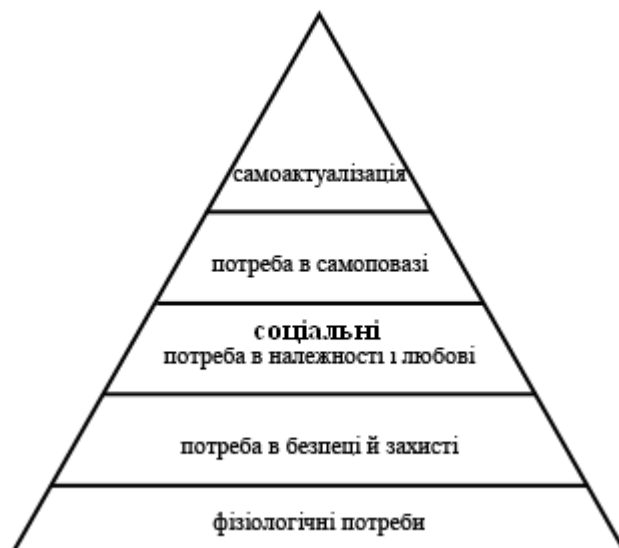 самоактуалізація
потреба в самоповазі
соціальні
потреба в належності і любові
потреба в безпеці й захисті
фізіологічні потреби